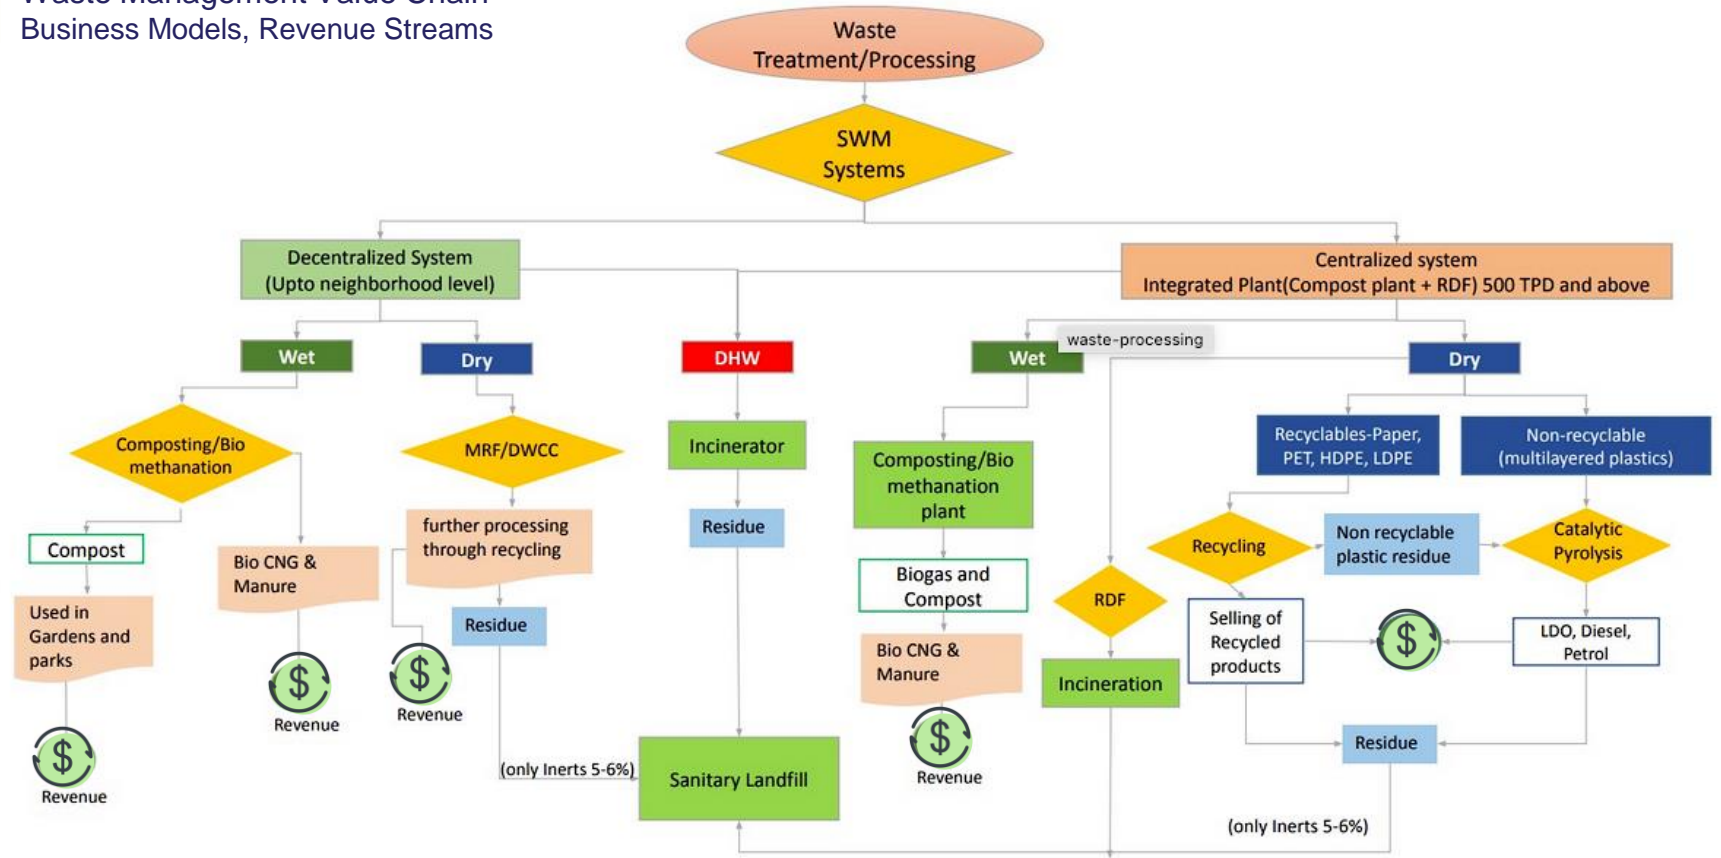 Waste Management Value Chain
Business Models, Revenue Streams
Waste
Treatment/Processing
SWM
Systems
Decentralized System
(Upto neighborhood level)
Centralized system
Integrated Plant(Compost plant + RDF) 500 TPD and above
Wet
Dry
DHW
Wet
waste-processing
Dry
Composting/Bio
methanation
MRF/DWCC
Incinerator
Composting/Bio
methanation
plant
Recyclables-Paper,
PET, HDPE, LDPE
Non-recyclable
(multilayered plastics)
Compost
Bio CNG &
Manure
further processing
through recycling
Residue
Residue
Biogas and
Compost
RDF
Recycling
Non recyclable
plastic residue
Catalytic
Pyrolysis
Used in
Gardens and
parks
Bio CNG &
Manure
Incineration
Selling of
Recycled
products
$
LDO, Diesel,
Petrol
$
Revenue
$
Revenue
$
Revenue
$
Revenue
Residue
(only Inerts 5-6%)
Sanitary Landfill
(only Inerts 5-6%)